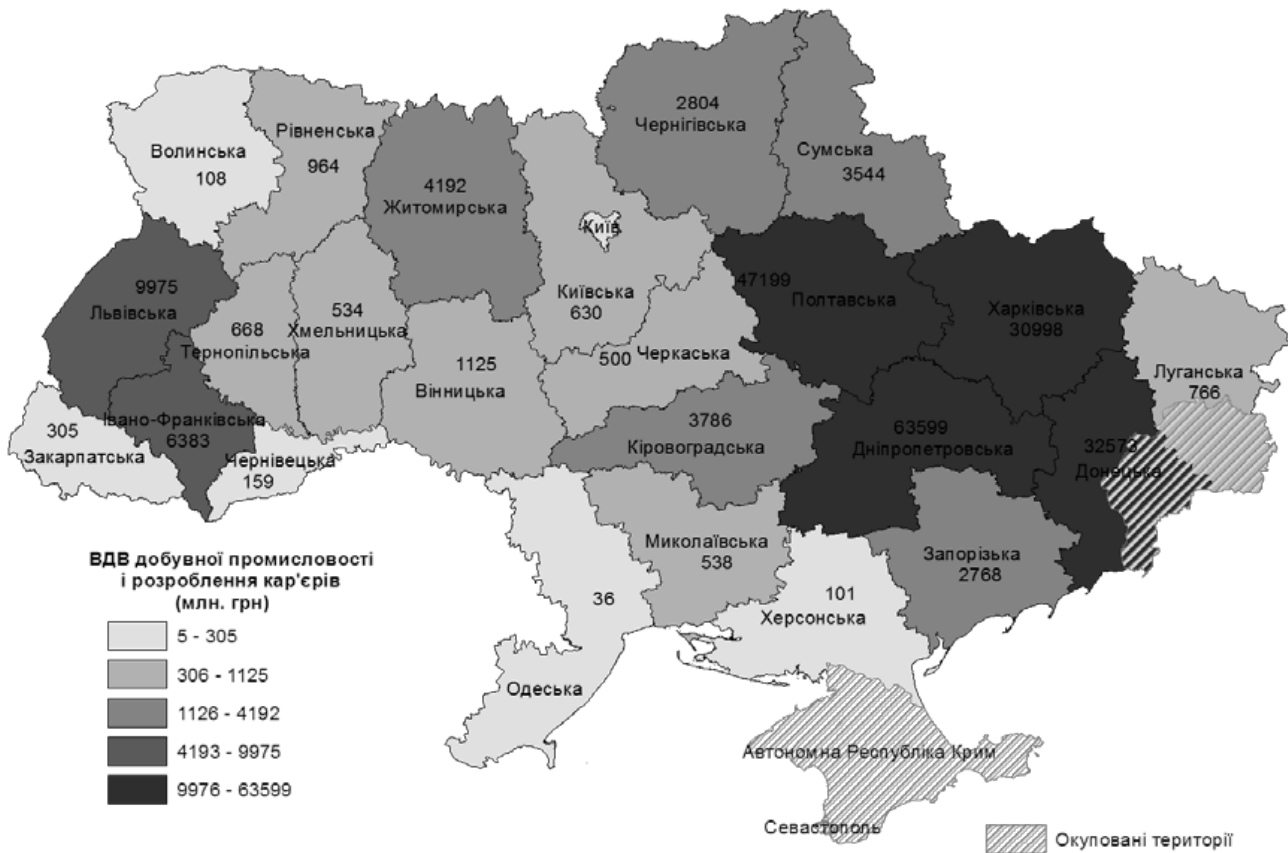 2804
Чернігівська
Рівненська
964
Волинська
108
Сумська
3544
4192
Житомирська
Київ
9975
Львівська
47199
Полтавська
Харківська
30998
Київська
630
534
Хмельницька
668
Тернопільська
1125
Вінницька
500
Черкаська
Луганська
766
Івано-Франківська
6383
305
Закарпатська
Чернівецька
159
3786
Кіровоградська
63599
Дніпропетровська
32573
Донецька
Миколаївська
538
Запорізька
2768
36
Одеська
101
Херсонська
Автономна Республіка Крим
Севастополь
ВДВ добувної промисловості
і розроблення кар'єрів
(млн. грн)
5 - 305
306 - 1125
1126 - 4192
4193 - 9975
9976 - 63599
Окуповані території